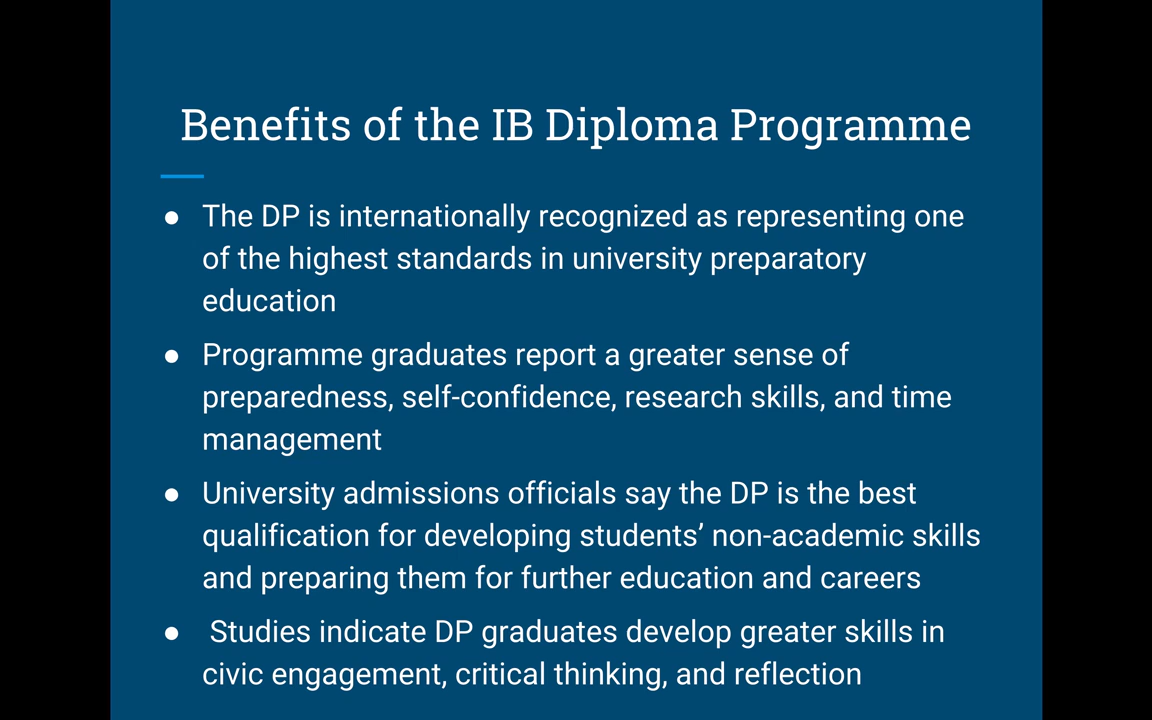 Benefits of the IB Diploma Programme
● The DP is internationally recognized as representing one
of the highest standards in university preparatory
education
● Programme graduates report a greater sense of
preparedness, self-confidence, research skills, and time
management
● University admissions officials say the DP is the best
qualification for developing students’ non-academic skills
and preparing them for further education and careers
● Studies indicate DP graduates develop greater skills in
civic engagement, critical thinking, and reflection